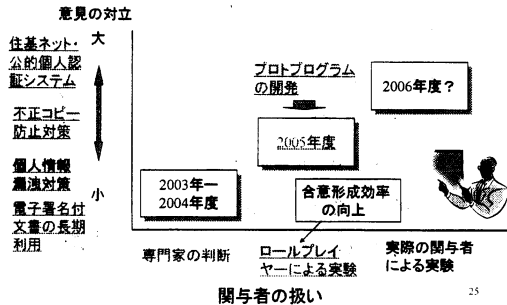 意見の対立
大
住基ネット・
公的個人認
証システム
不正コピー
防止対策
個人情報
漏洩対策
小
電子署名付
文書の長期
利用
プロトプログラム
の開発
2006年度？
2005年度
2003年ー
2004年度
合意形成効率
の向上
専門家の判断
ロールプレイ
ヤーによる実験
実際の関与者
による実験
関与者の扱い
25